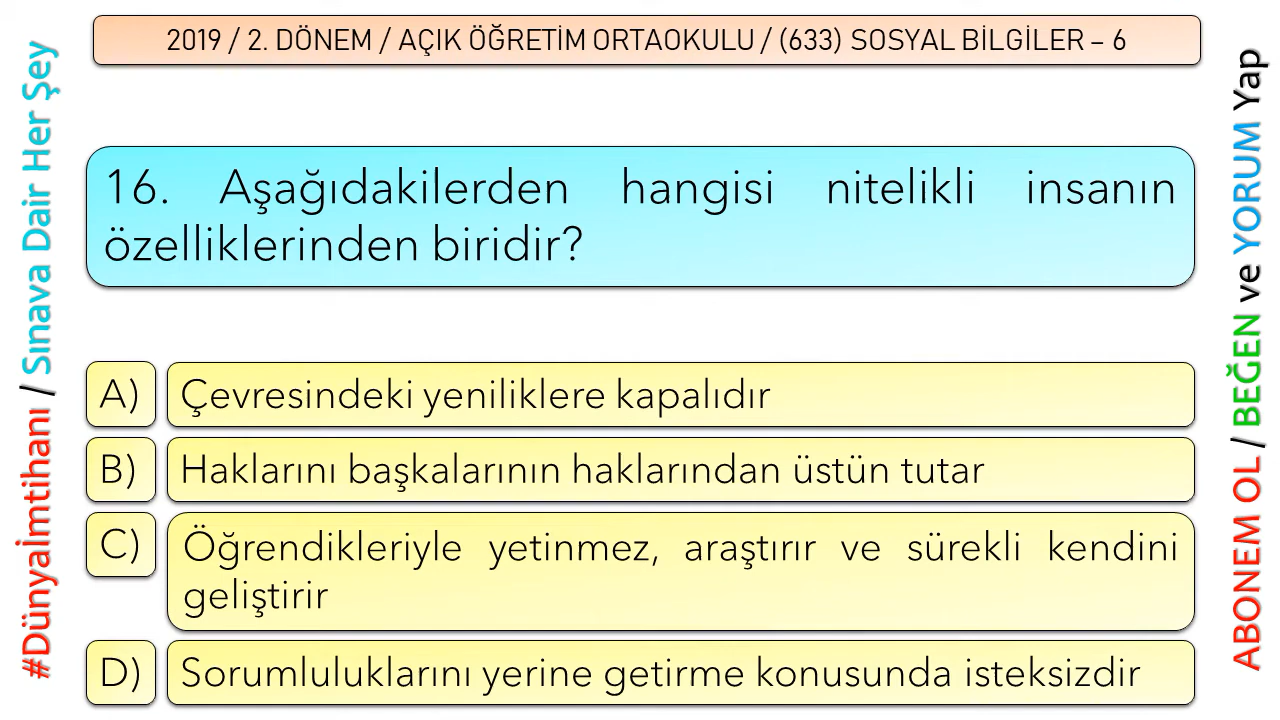 2019 / 2. DÖNEM / AÇIK ÖĞRETİM ORTAOKULU / (633) SOSYAL BİLGİLER – 6
#Dünyaİmtihanı / Sınava Dair Her Şey
16. Aşağıdakilerden hangisi nitelikli insanın
özelliklerinden biridir?
A) Çevresindeki yeniliklere kapalıdır
B) Haklarını başkalarının haklarından üstün tutar
C) Öğrendikleriyle yetinmez, araştırır ve sürekli kendini
geliştirir
D) Sorumluluklarını yerine getirme konusunda isteksizdir
ABONEM OL / BEĞEN ve YORUM Yap